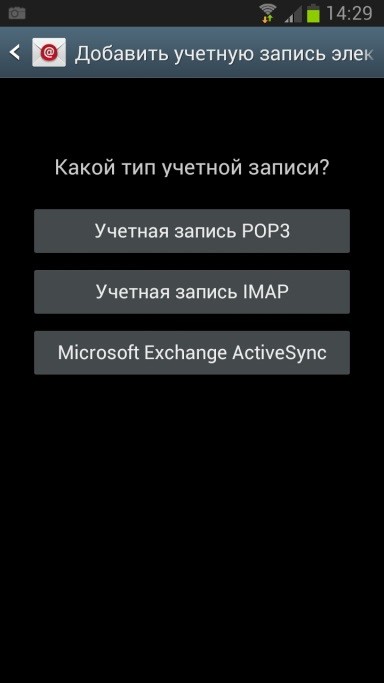 14:29
Добавить учетную запись элек
Какой тип учетной записи?
Учетная запись POP3
Учетная запись IMAP
Microsoft Exchange ActiveSync